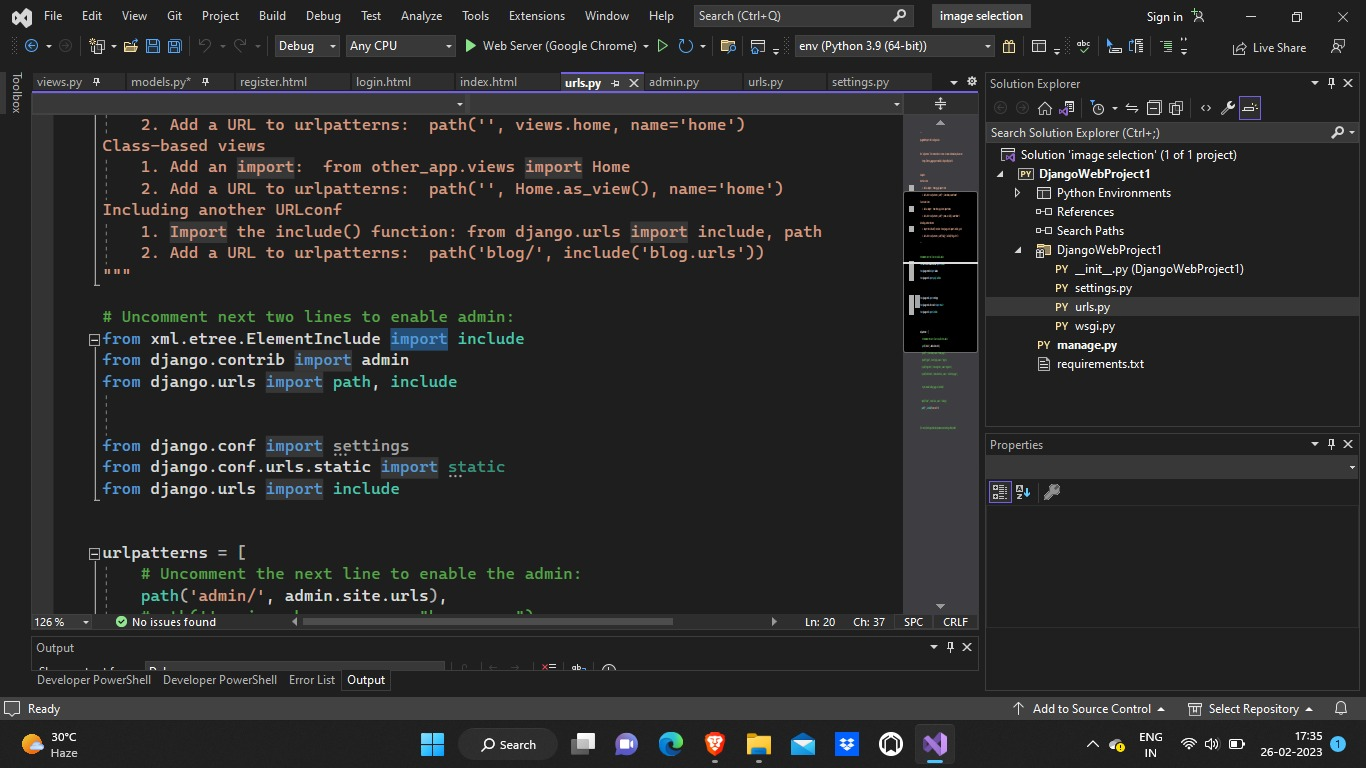 File Edit View Git Project Build Debug Test Analyze Tools Extensions Window Help Search (Ctrl+Q) image selection Sign in
Debug Any CPU Web Server (Google Chrome) env (Python 3.9 (64-bit)) Live Share
Toolbox
views.py models.py* register.html login.html index.html urls.py admin.py urls.py settings.py
2. Add a URL to urlpatterns:  path('', views.home, name='home')
Class-based views
1. Add an import:  from other_app.views import Home
2. Add a URL to urlpatterns:  path('', Home.as_view(), name='home')
Including another URLconf
1. Import the include() function: from django.urls import include, path
2. Add a URL to urlpatterns:  path('blog/', include('blog.urls'))
"""
# Uncomment next two lines to enable admin:
from xml.etree.ElementInclude import include
from django.contrib import admin
from django.urls import path, include
from django.conf import settings
from django.conf.urls.static import static
from django.urls import include
urlpatterns = [
# Uncomment the next line to enable the admin:
path('admin/', admin.site.urls),
126 % No issues found Ln: 20 Ch: 37 SPC CRLF
Output
Developer PowerShell Developer PowerShell Error List Output
Solution Explorer
Search Solution Explorer (Ctrl+;)
Solution 'image selection' (1 of 1 project)
PY DjangoWebProject1
Python Environments
References
Search Paths
DjangoWebProject1
PY __init__.py (DjangoWebProject1)
PY settings.py
PY urls.py
PY wsgi.py
PY manage.py
requirements.txt
Properties
Ready Add to Source Control Select Repository
30°C
Haze
Search
ENG
IN
17:35
26-02-2023
1